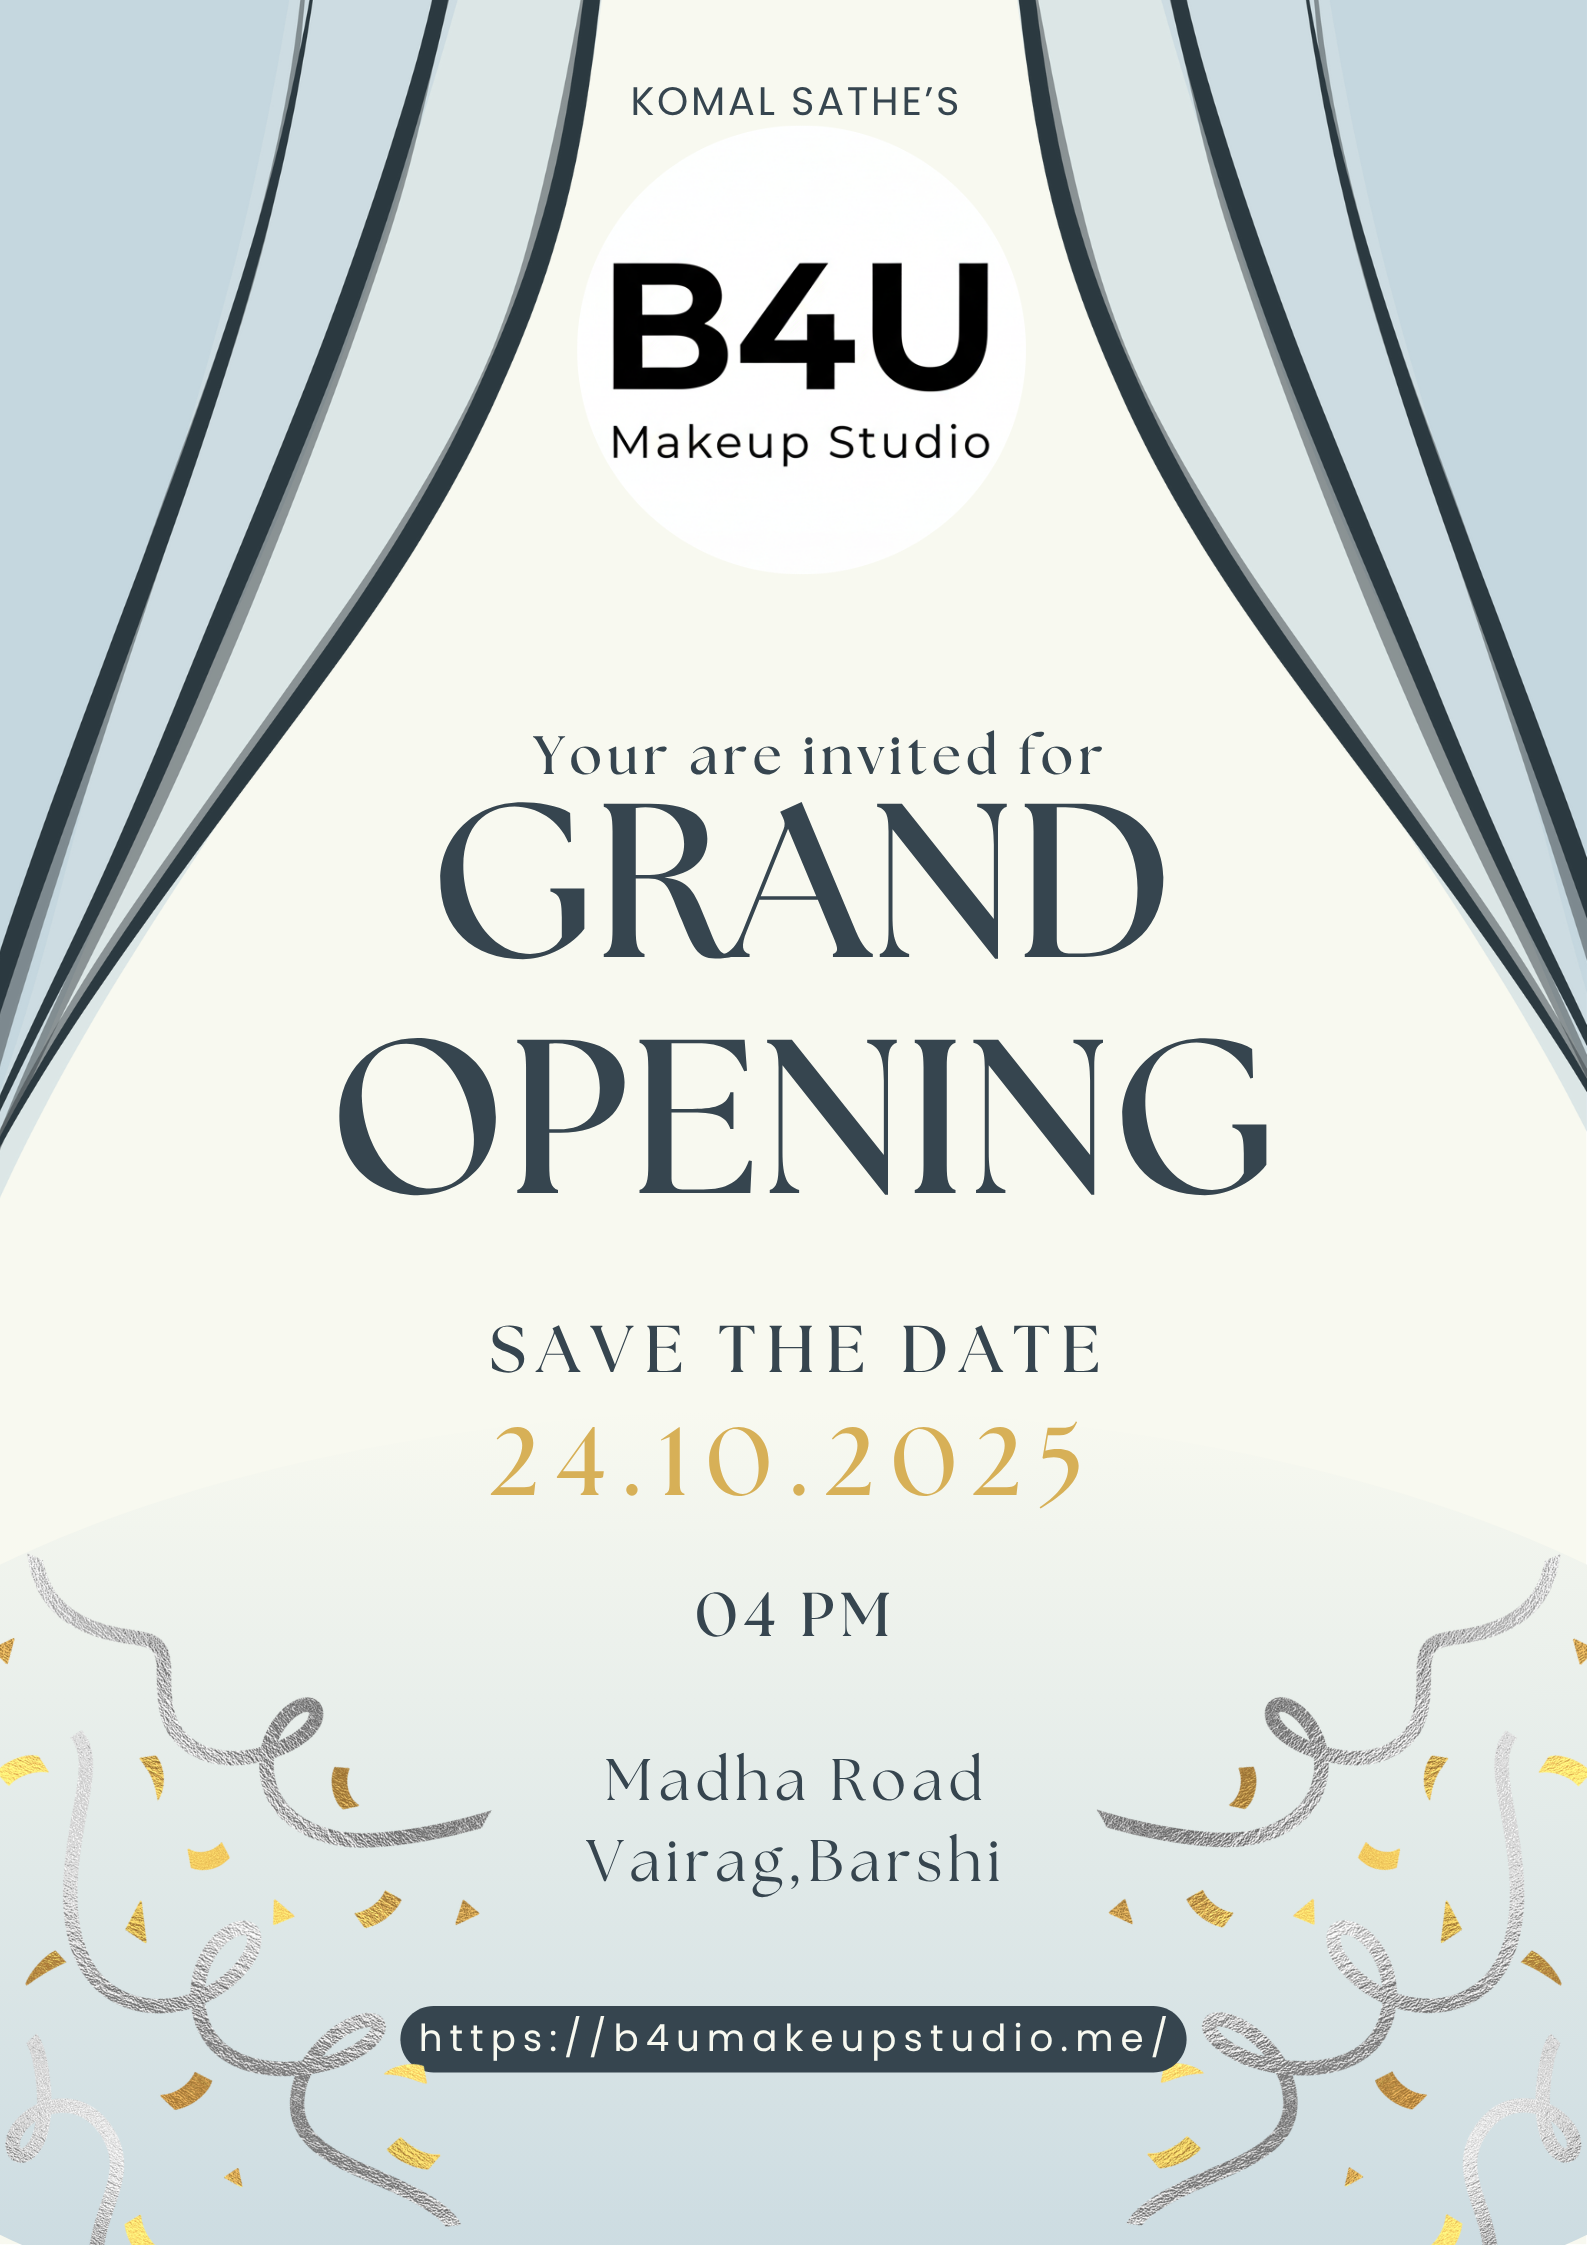 KOMAL SATHE’S
B4U
Makeup Studio
Your are invited for
GRAND
OPENING
SAVE THE DATE
24.10.2025
04 PM
Madha Road
Vairag,Barshi
https://b4umakeupstudio.me/